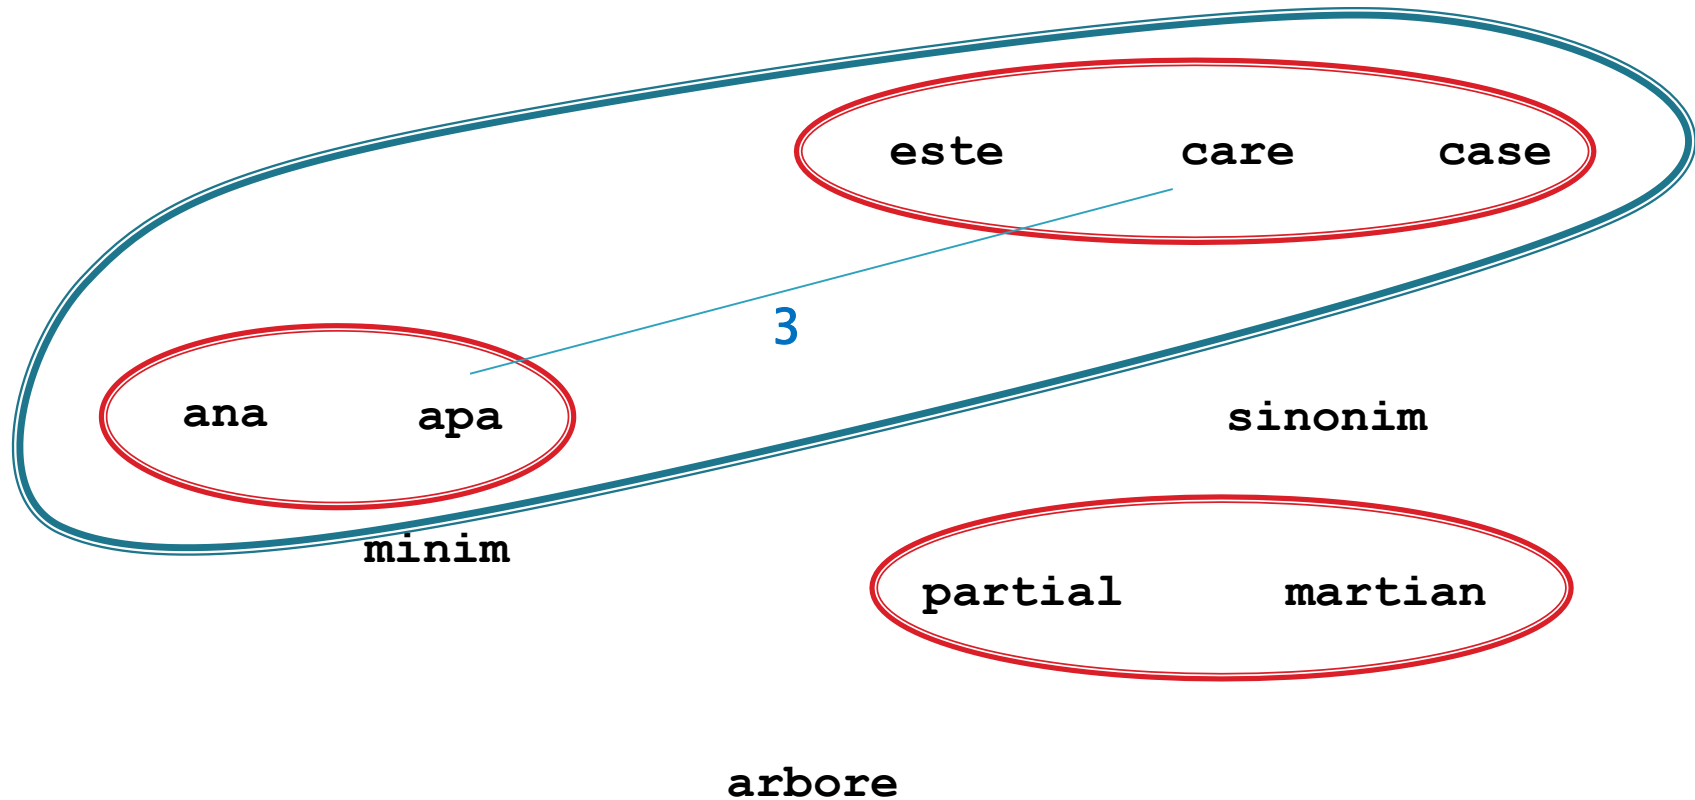 este care case
3
ana apa
sinonim
minim
partial martian
arbore